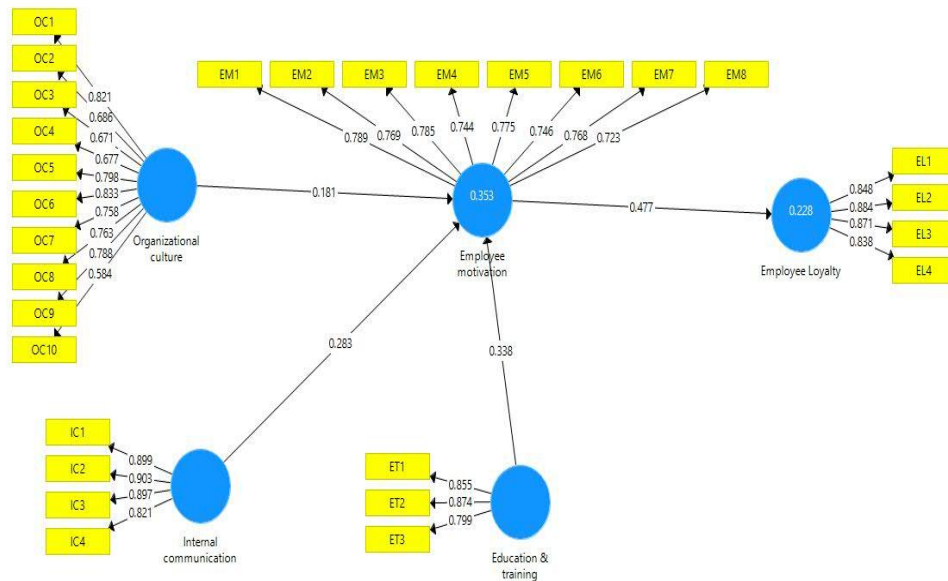 OC1
OC2
OC3
OC4
OC5
OC6
OC7
OC8
OC9
OC10
0.821
0.686
0.671
0.677
0.798
0.833
0.758
0.763
0.788
0.584
Organizational
culture
0.181
EM1
EM2
EM3
EM4
EM5
EM6
EM7
EM8
0.789
0.769
0.785
0.744
0.775
0.746
0.768
0.723
0.353
Employee
motivation
0.477
0.228
Employee Loyalty
0.848
0.884
0.871
0.838
EL1
EL2
EL3
EL4
0.283
0.338
IC1
IC2
IC3
IC4
0.899
0.903
0.897
0.821
Internal
communication
ET1
ET2
ET3
0.855
0.874
0.799
Education &
training